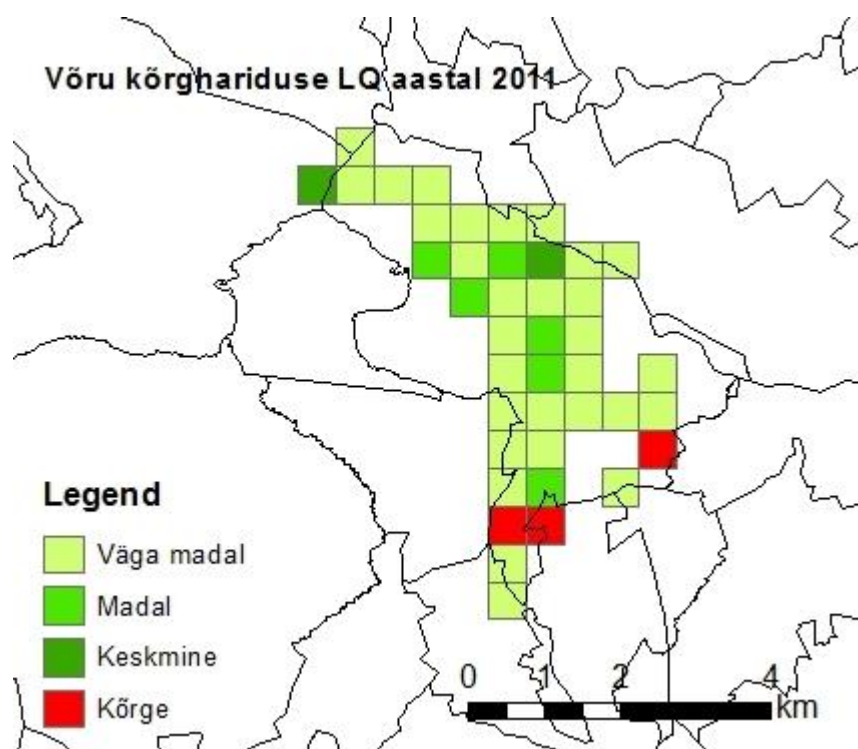 Võru kõrghariduse LQ aastal 2011
Legend
Väga madal
Madal
Keskmine
Kõrge
0 1 2 4
km